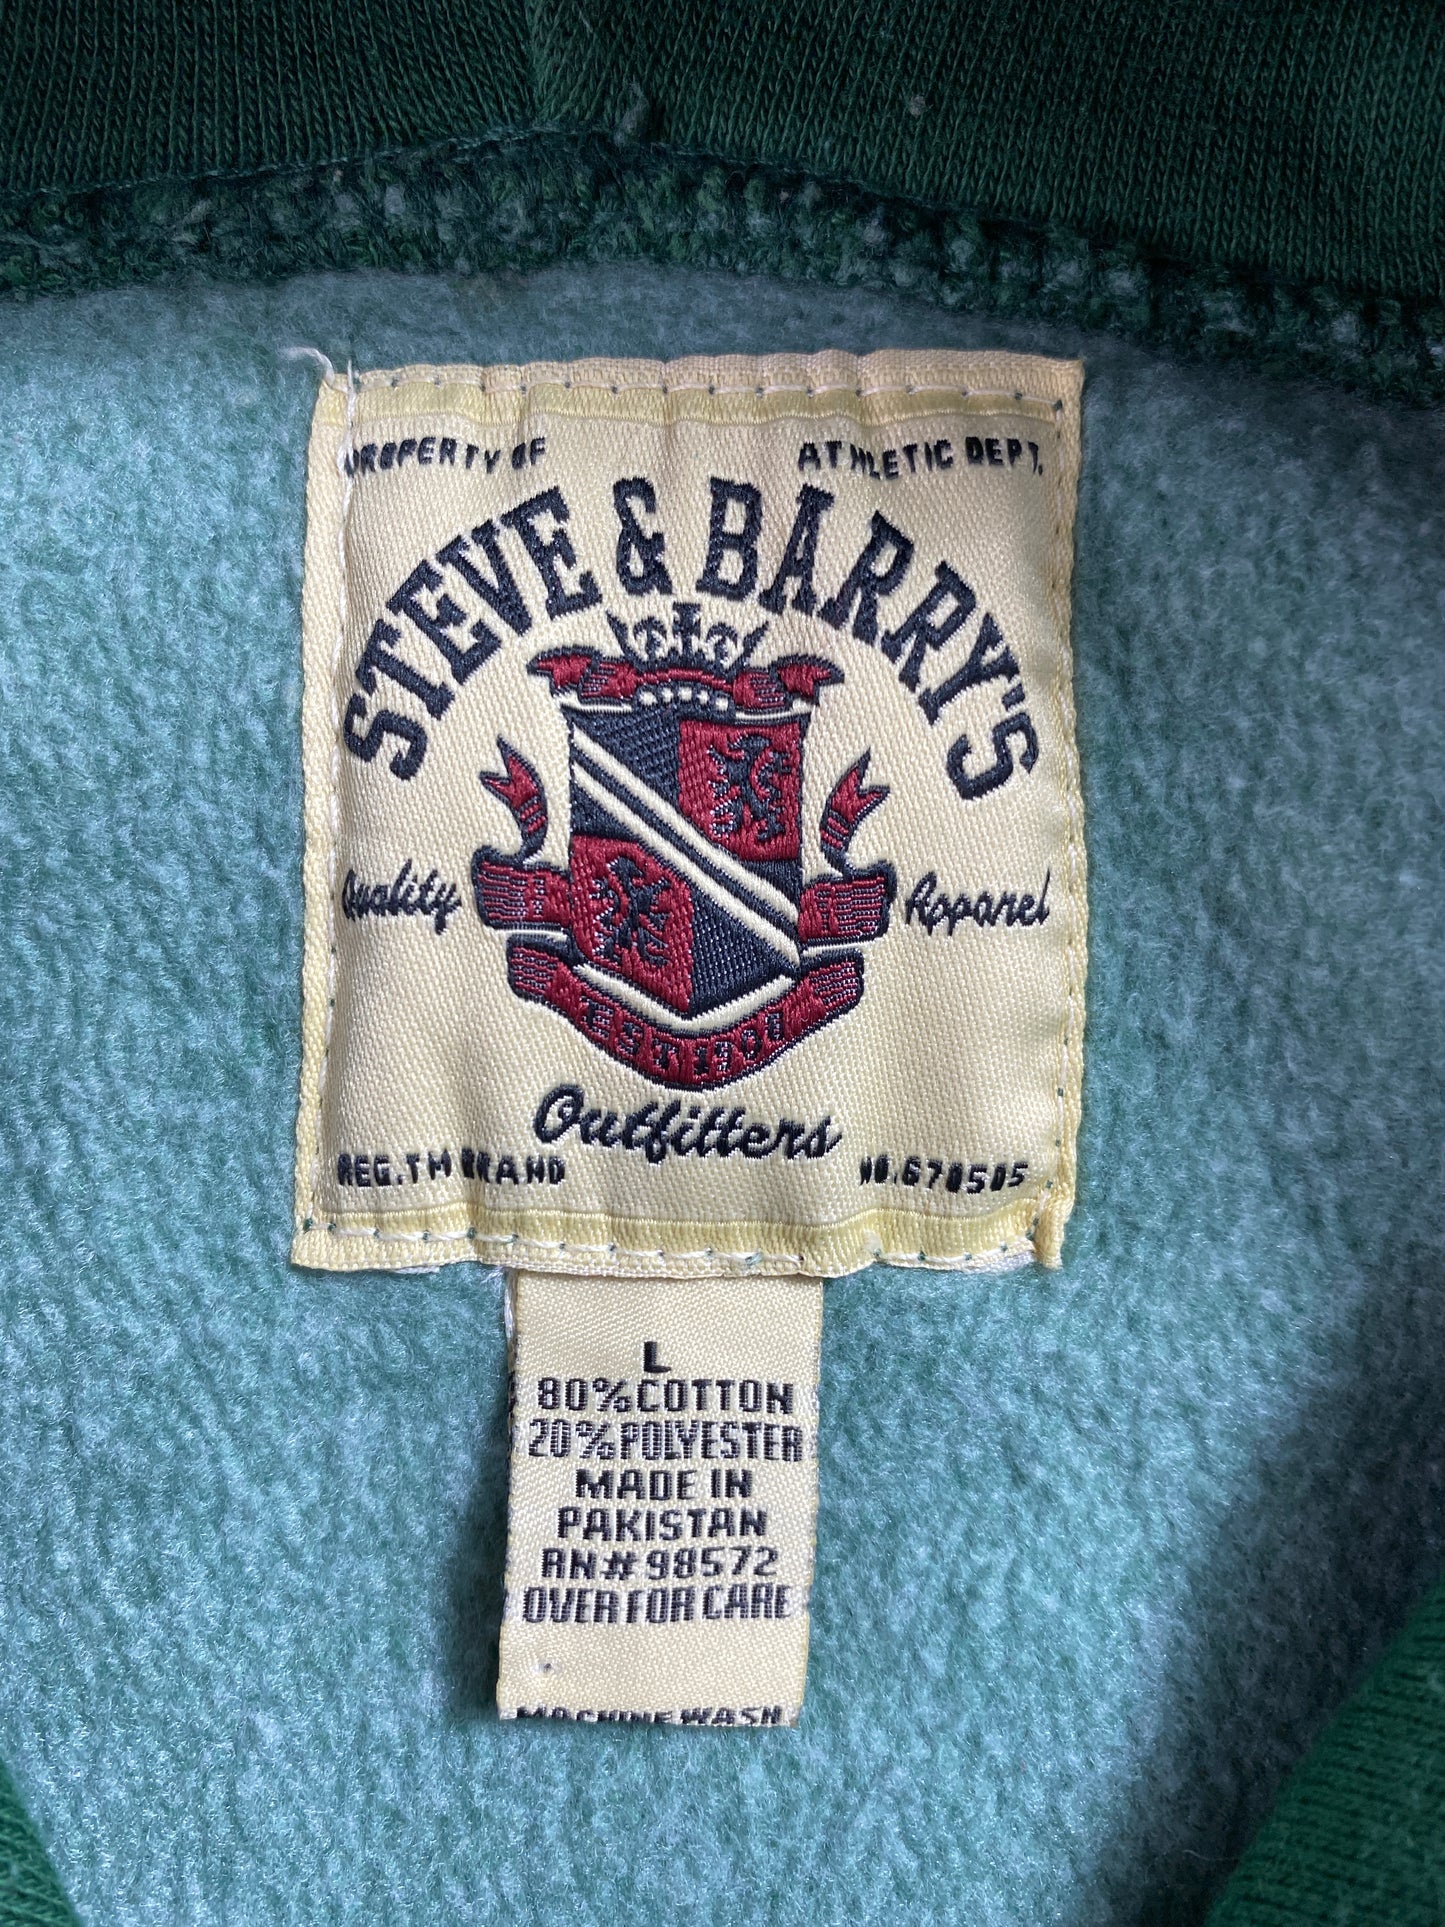 PROPERTY OF ATHLETIC DEPT.
STEVE & BARRY'S
Quality Apparel
Outfitters
REG.TM BRAND NO.670505
L
80% COTTON
20% POLYESTER
MADE IN
PAKISTAN
RN# 98572
OVER FOR CARE
MACHINE WASH